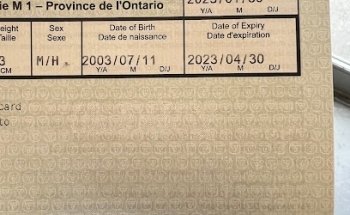 ie M 1 – Province de l'Ontario
eight Sex Date of Birth Date of Expiry
aille Sexe Date de naissance Date d'expiration
3 M/H. 2003/07/11 2023/04/30
CM Y/A M D/J Y/A M D/J
card
to